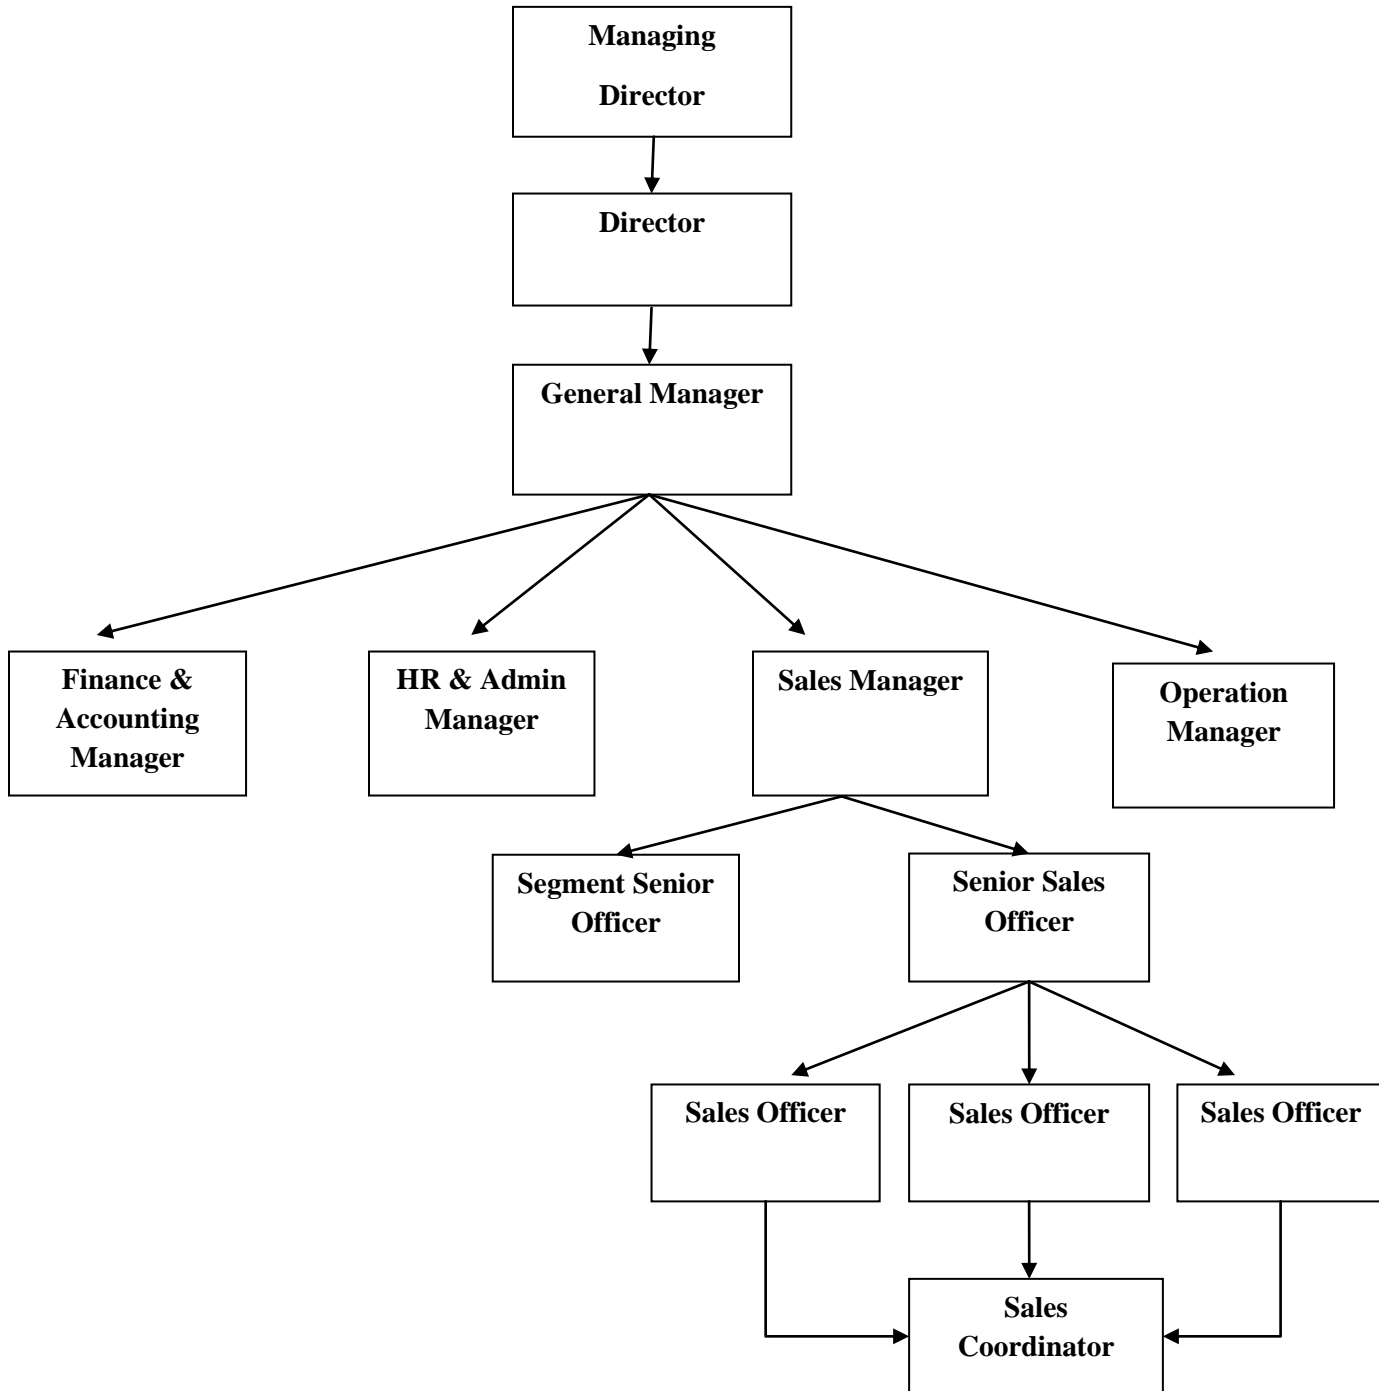 Managing
Director
Director
General Manager
Finance &
Accounting
Manager
HR & Admin
Manager
Sales Manager
Operation
Manager
Segment Senior
Officer
Senior Sales
Officer
Sales Officer
Sales Officer
Sales Officer
Sales
Coordinator